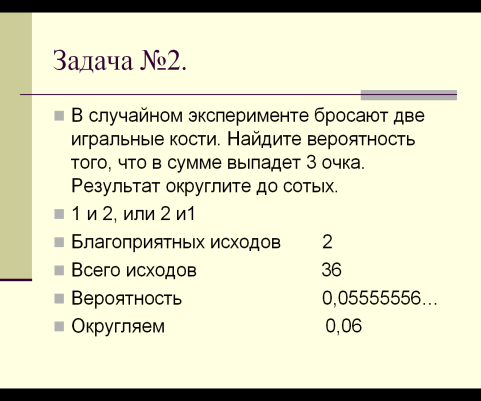 Задача №2.
В случайном эксперименте бросают две
игральные кости. Найдите вероятность
того, что в сумме выпадет 3 очка.
Результат округлите до сотых.
1 и 2, или 2 и1
Благоприятных исходов 2
Всего исходов 36
Вероятность 0,05555556…
Округляем 0,06